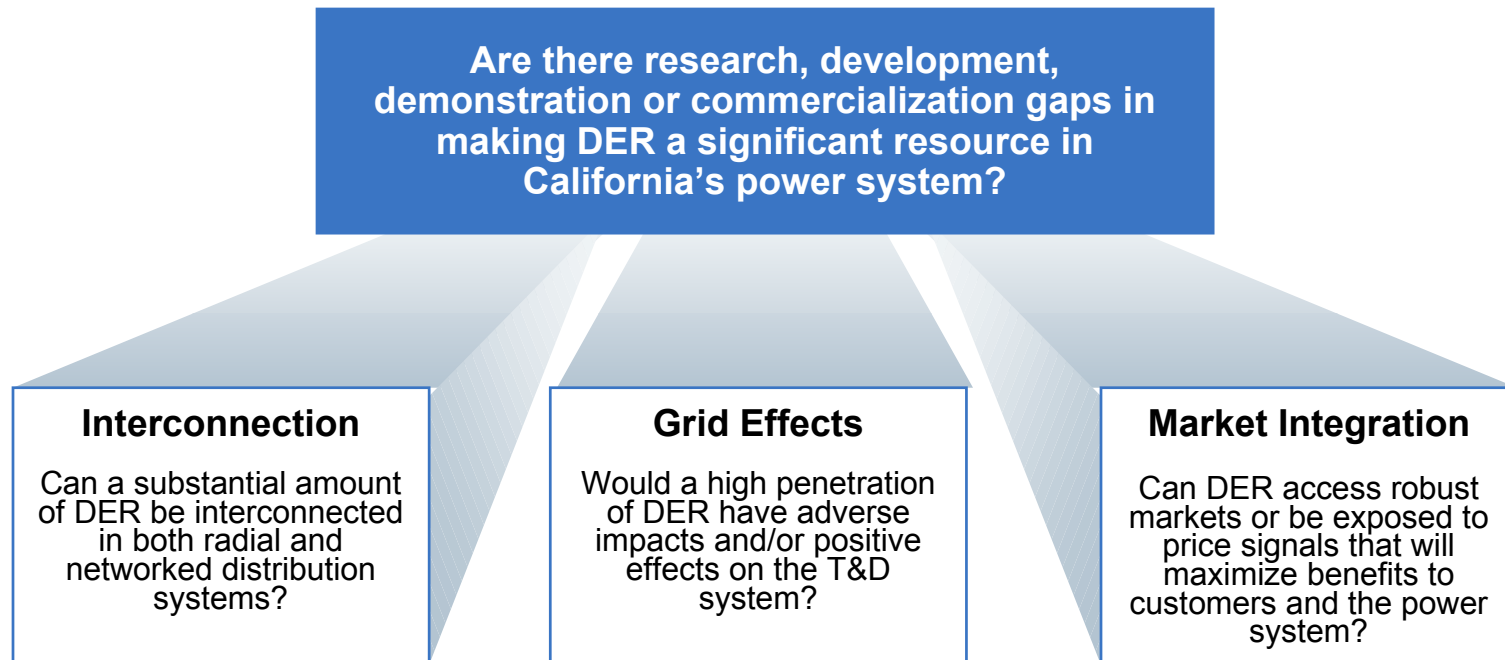 Are there research, development,
demonstration or commercialization gaps in
making DER a significant resource in
California’s power system?
Interconnection
Can a substantial amount
of DER be interconnected
in both radial and
networked distribution
systems?
Grid Effects
Would a high penetration
of DER have adverse
impacts and/or positive
effects on the T&D
system?
Market Integration
Can DER access robust
markets or be exposed to
price signals that will
maximize benefits to
customers and the power
system?